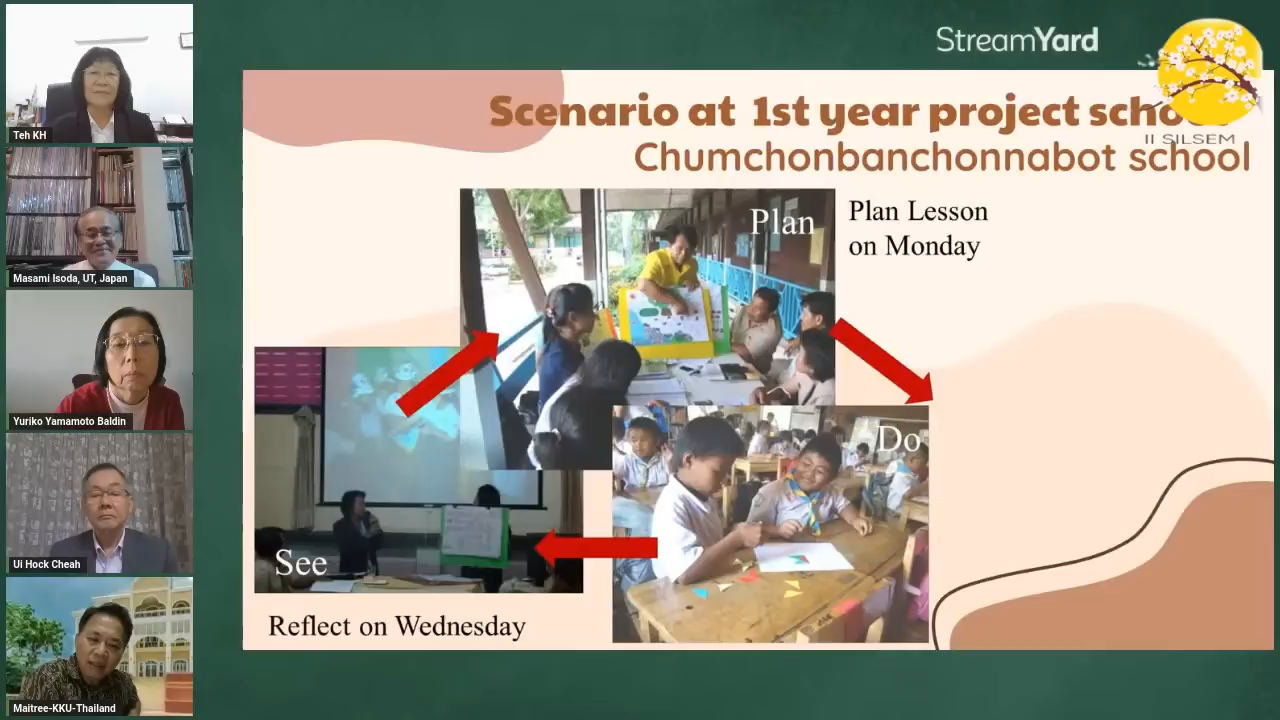 StreamYard
II SILSEM
Scenario at 1st year project scho
Chumchonbanchonnabot school
Plan
Plan Lesson
on Monday
Do
See
Reflect on Wednesday
Teh KH
Masami Isoda, UT, Japan
Yuriko Yamamoto Baldin
Ui Hock Cheah
Maitree-KKU-Thailand